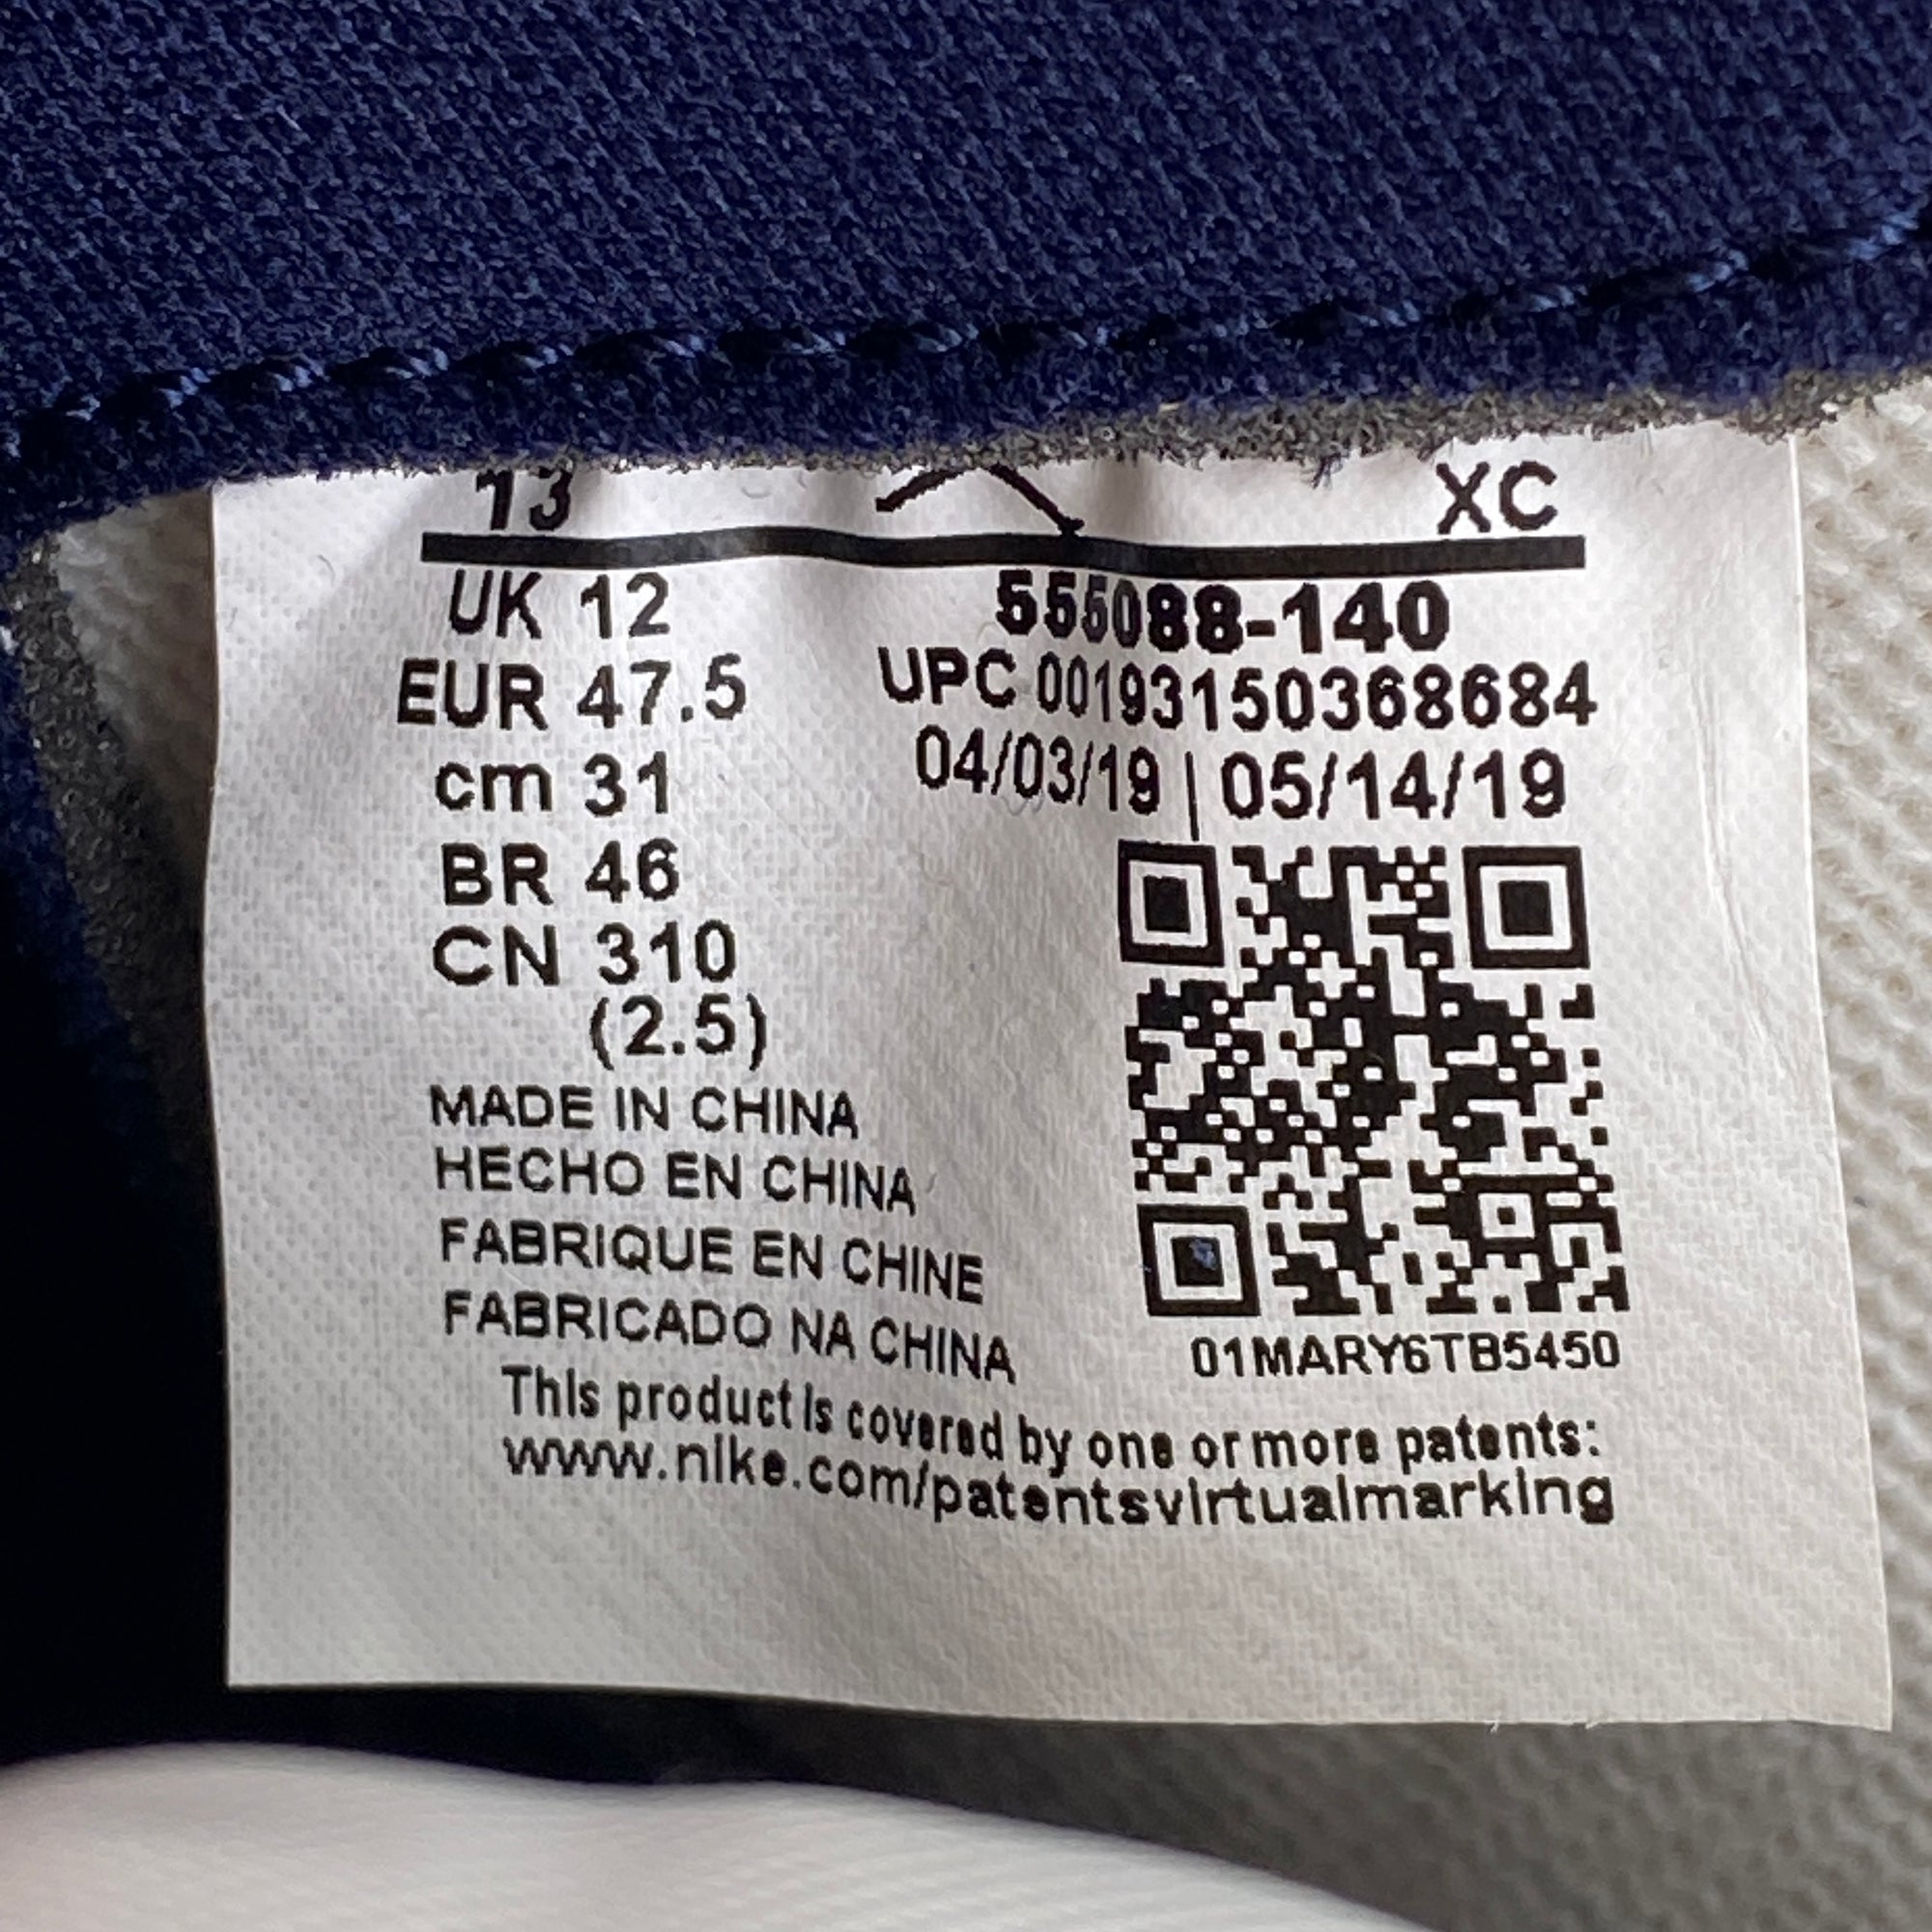 13 XC
UK 12
EUR 47.5
cm 31
BR 46
CN 310
(2.5)
555088-140
UPC 00193150368684
04/03/19 | 05/14/19
MADE IN CHINA
HECHO EN CHINA
FABRIQUE EN CHINE
FABRICADO NA CHINA
01MARY6TB5450
This product is covered by one or more patents:
www.nike.com/patentsvirtualmarking